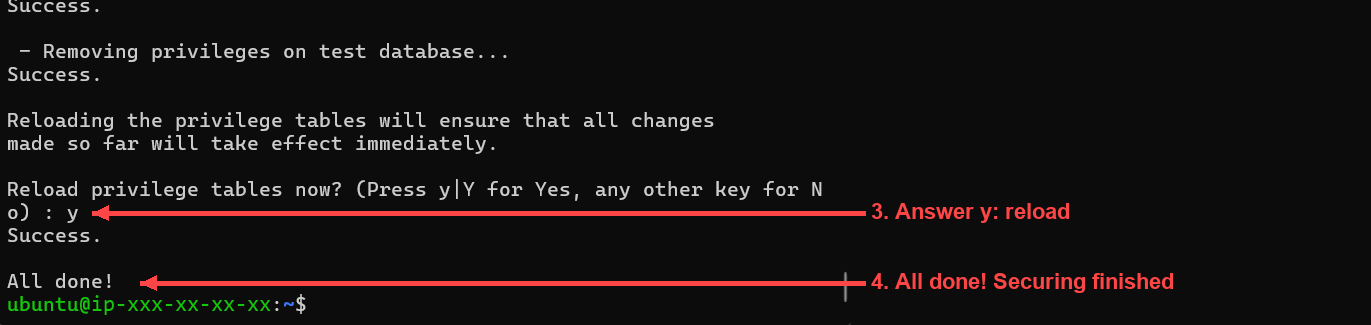 Success.
 - Removing privileges on test database...
Success.
Reloading the privilege tables will ensure that all changes
made so far will take effect immediately.
Reload privilege tables now? (Press y|Y for Yes, any other key for N
o) : y
3. Answer y: reload
Success.
All done!
4. All done! Securing finished
ubuntu@ip-xxx-xx-xx-xx:~$